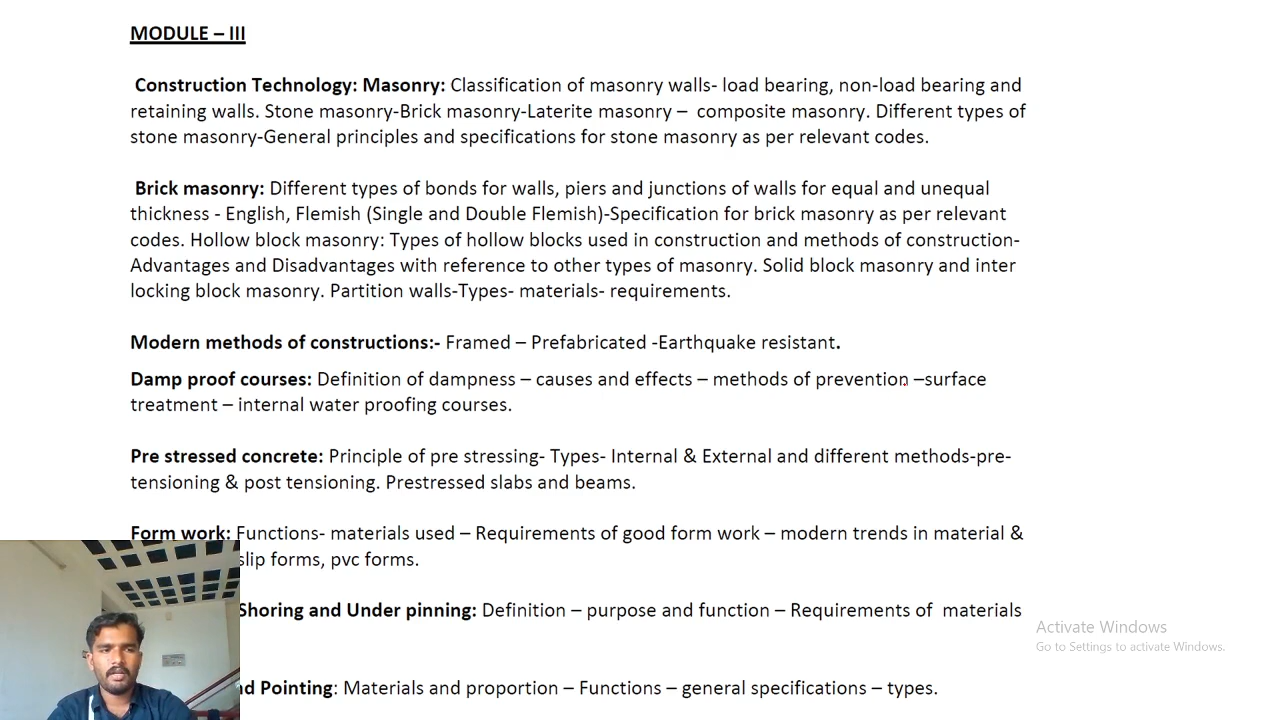 MODULE – III
Construction Technology: Masonry: Classification of masonry walls- load bearing, non-load bearing and
retaining walls. Stone masonry-Brick masonry-Laterite masonry – composite masonry. Different types of
stone masonry-General principles and specifications for stone masonry as per relevant codes.
Brick masonry: Different types of bonds for walls, piers and junctions of walls for equal and unequal
thickness - English, Flemish (Single and Double Flemish)-Specification for brick masonry as per relevant
codes. Hollow block masonry: Types of hollow blocks used in construction and methods of construction-
Advantages and Disadvantages with reference to other types of masonry. Solid block masonry and inter
locking block masonry. Partition walls-Types- materials- requirements.
Modern methods of constructions:- Framed – Prefabricated -Earthquake resistant.
Damp proof courses: Definition of dampness – causes and effects – methods of prevention –surface
treatment – internal water proofing courses.
Pre stressed concrete: Principle of pre stressing- Types- Internal & External and different methods-pre-
tensioning & post tensioning. Prestressed slabs and beams.
Form work: Functions- materials used – Requirements of good form work – modern trends in material &
slip forms, pvc forms.
Shoring and Under pinning: Definition – purpose and function – Requirements of materials
Activate Windows
Go to Settings to activate Windows.
Pointing: Materials and proportion – Functions – general specifications – types.